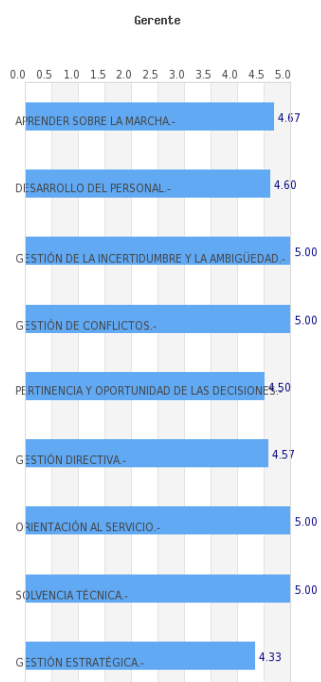 Gerente
0.0 0.5 1.0 1.5 2.0 2.5 3.0 3.5 4.0 4.5 5.0
APRENDER SOBRE LA MARCHA.- 4.67
DESARROLLO DEL PERSONAL.- 4.60
GESTIÓN DE LA INCERTIDUMBRE Y LA AMBIGÜEDAD.- 5.00
GESTIÓN DE CONFLICTOS.- 5.00
PERTINENCIA Y OPORTUNIDAD DE LAS DECISIONES.- 4.50
GESTIÓN DIRECTIVA.- 4.57
ORIENTACIÓN AL SERVICIO.- 5.00
SOLVENCIA TÉCNICA.- 5.00
GESTIÓN ESTRATÉGICA.- 4.33